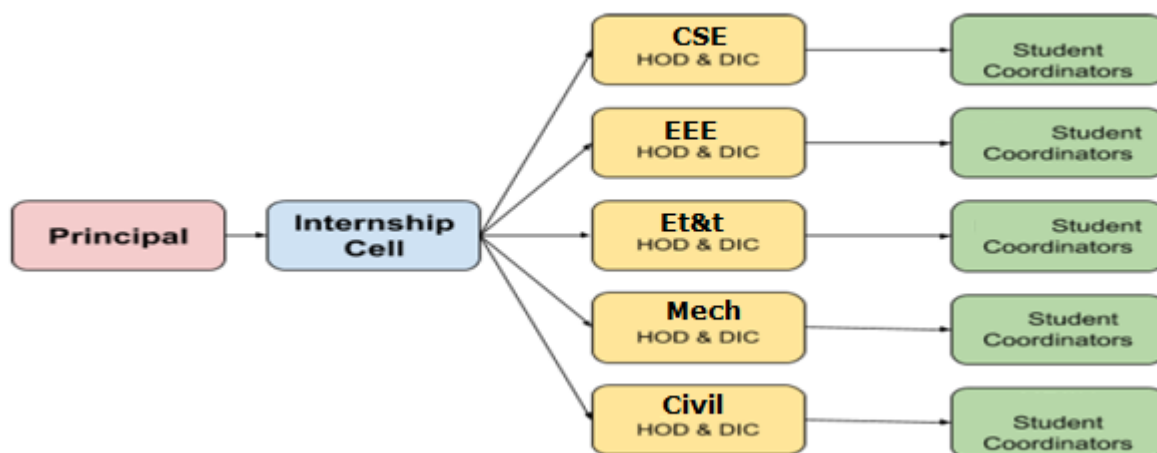 Principal
Internship
Cell
CSE
HOD & DIC
Student
Coordinators
EEE
HOD & DIC
Student
Coordinators
Et&t
HOD & DIC
Student
Coordinators
Mech
HOD & DIC
Student
Coordinators
Civil
HOD & DIC
Student
Coordinators